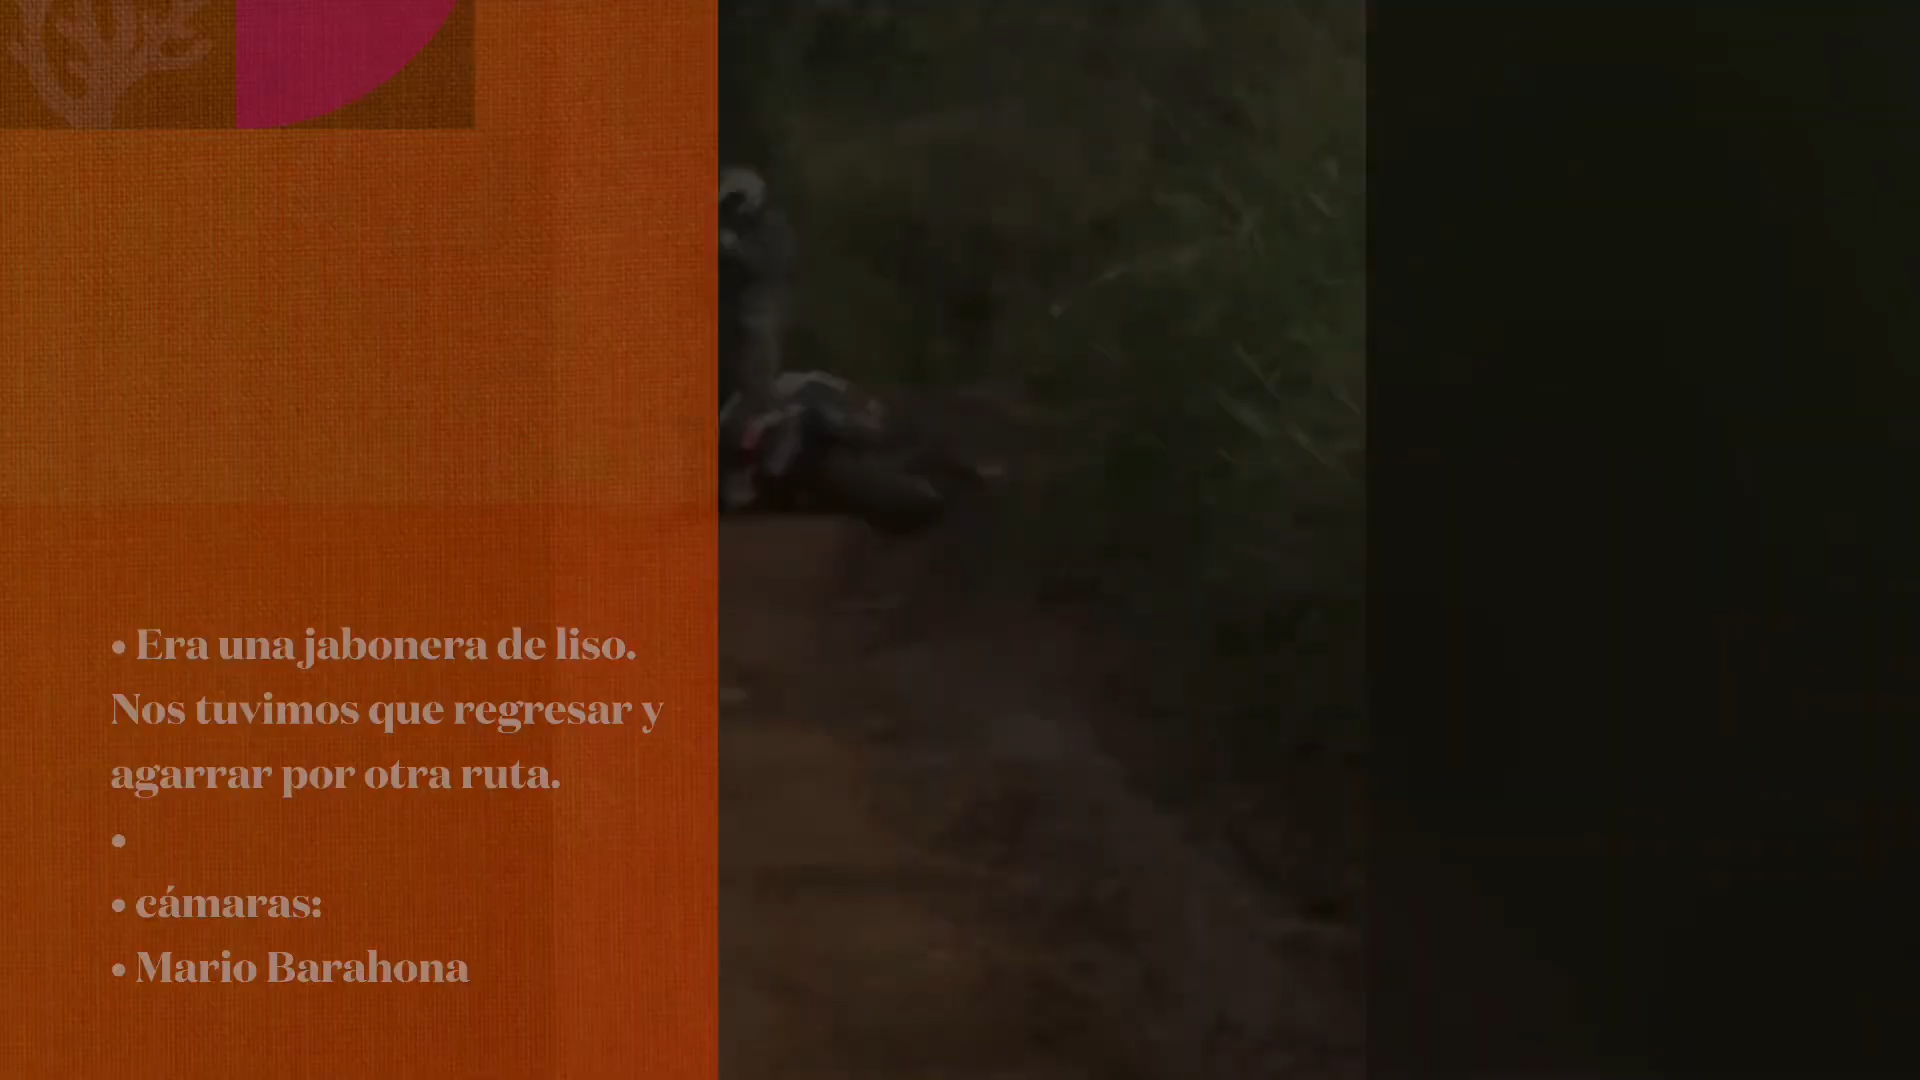 • Era una jabonera de liso.
Nos tuvimos que regresar y
agarrar por otra ruta.
•
• cámaras:
• Mario Barahona